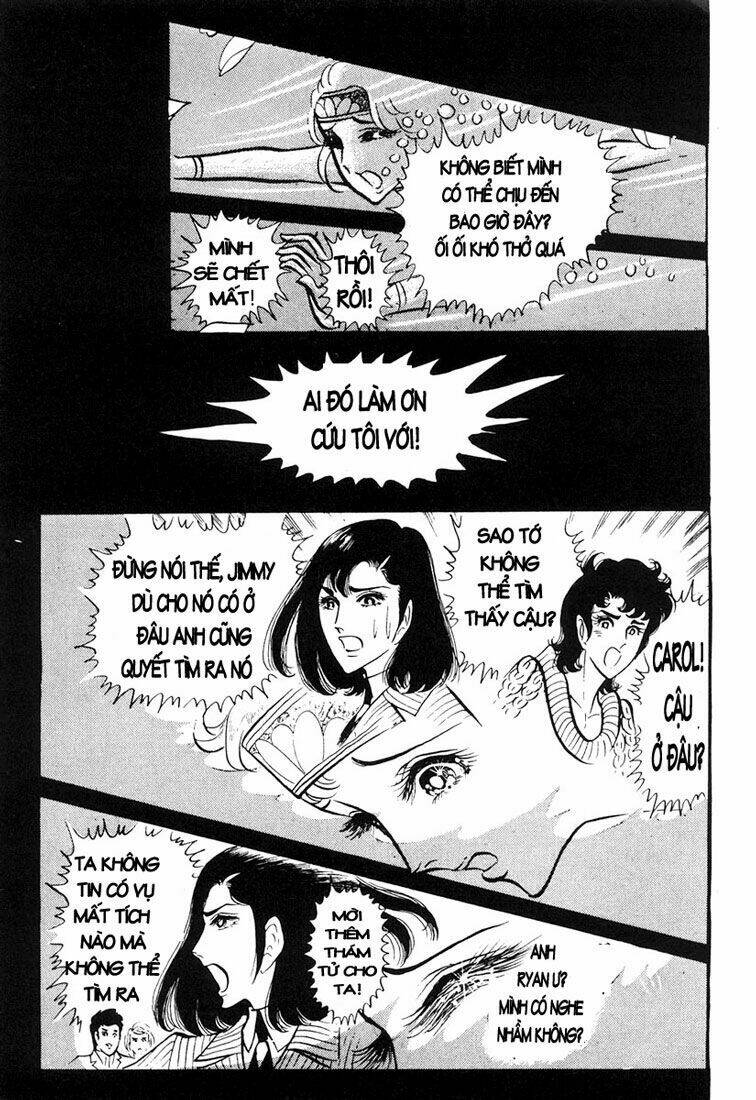 KHÔNG BIẾT MÌNH
CÓ THỂ CHỊU ĐẾN
BAO GIỜ ĐÂY?
ỐI ỐI KHÓ THỞ QUÁ
THÔI
RỒI!
MÌNH
SẼ CHẾT
MẤT!
AI ĐÓ LÀM ƠN
CỨU TÔI VỚI!
CAROL!
CẬU
Ở ĐÂU?
SAO TỚ
KHÔNG
THỂ TÌM
THẤY CẬU?
ĐỪNG NÓI THẾ, JIMMY
DÙ CHO NÓ CÓ Ở
ĐÂU ANH CŨNG
QUYẾT TÌM RA NÓ
ANH
RYAN Ư?
MÌNH CÓ NGHE
NHẦM KHÔNG?
MỜI
THÊM
THÁM
TỬ CHO
TA!
TA KHÔNG
TIN CÓ VỤ
MẤT TÍCH
NÀO MÀ
KHÔNG THỂ
TÌM RA